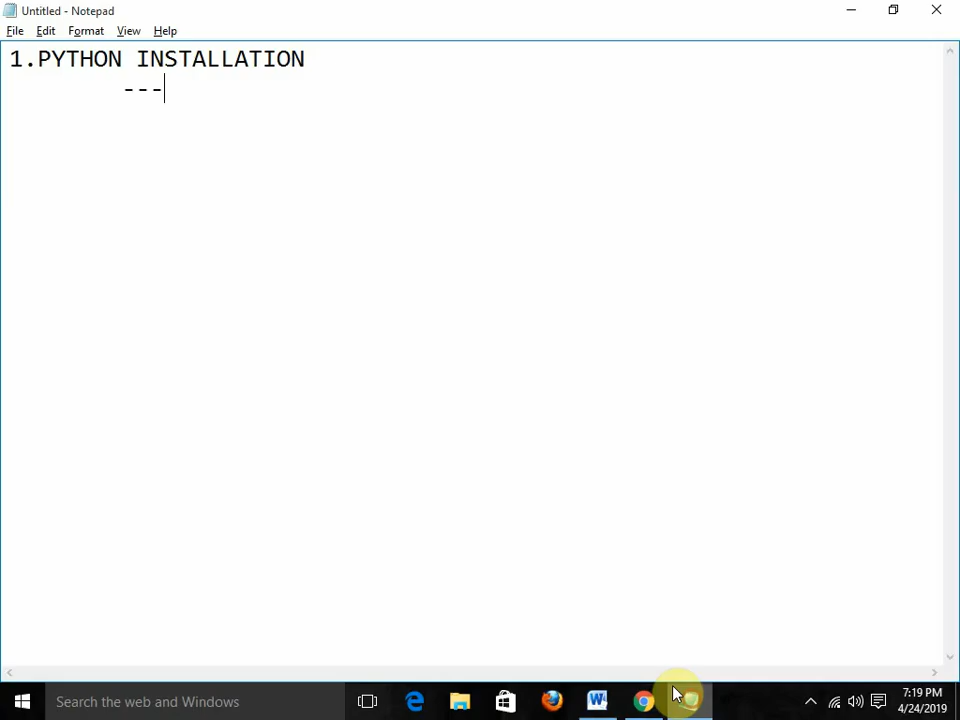 Untitled - Notepad
File Edit Format View Help
1.PYTHON INSTALLATION
---
Search the web and Windows
7:19 PM
4/24/2019